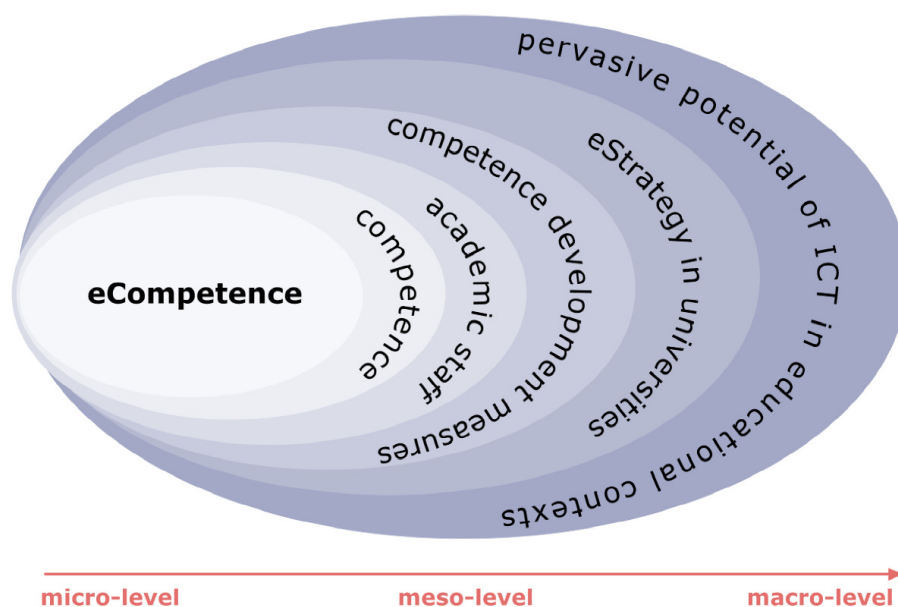 eCompetence
competence
academic staff
competence development measures
eStrategy in universities
pervasive potential of ICT in educational contexts
micro-level
meso-level
macro-level